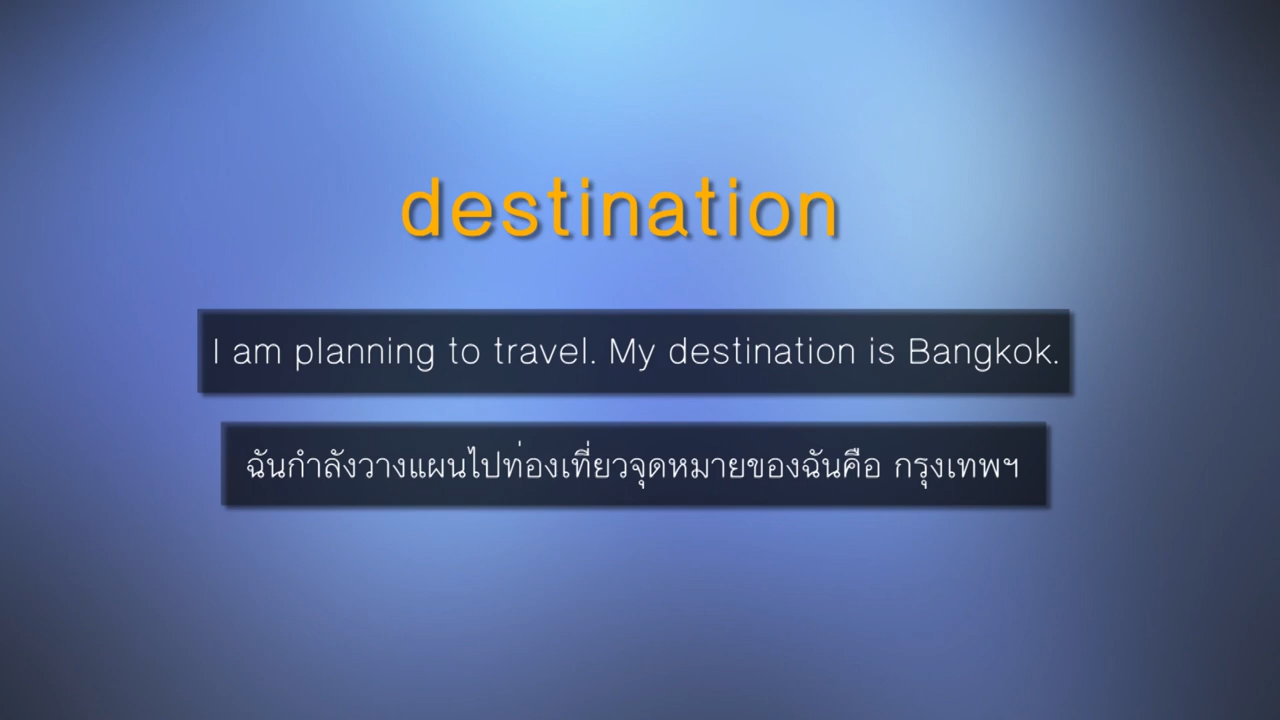 destination
I am planning to travel. My destination is Bangkok.
ฉันกำลังวางแผนไปท่องเที่ยวจุดหมายของฉันคือ กรุงเทพฯ